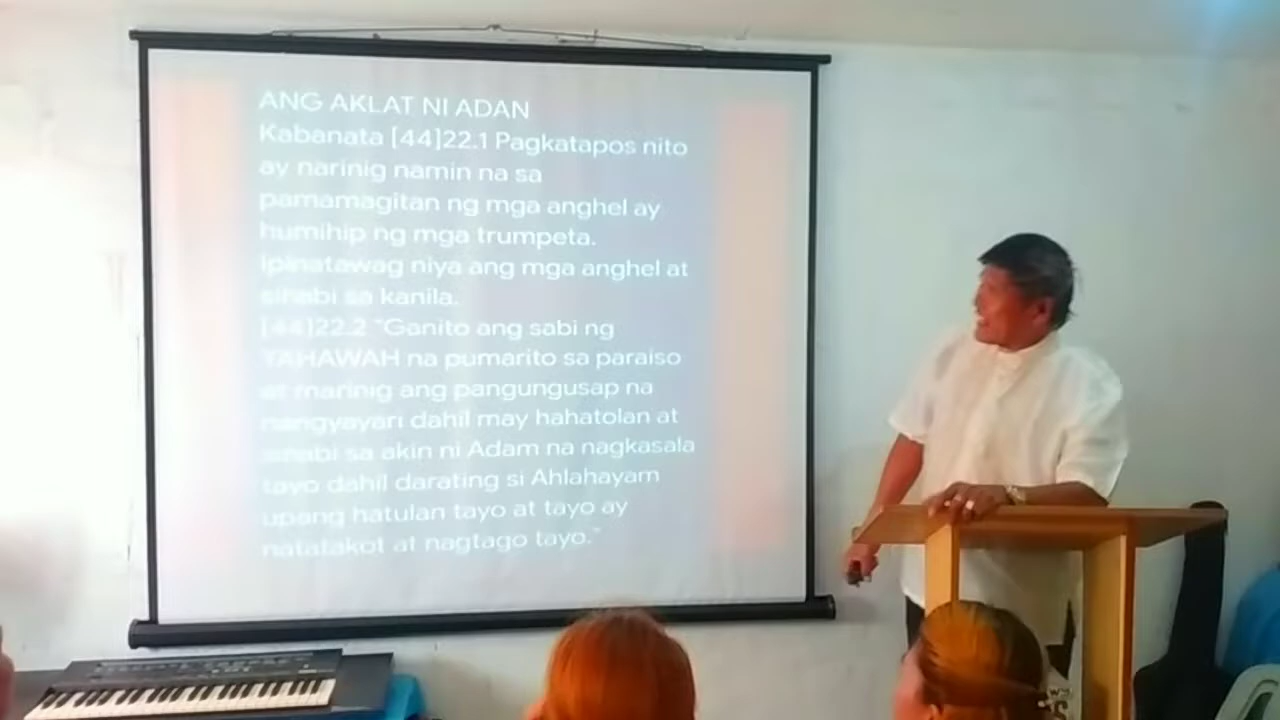 ANG AKLAT NI ADAN
Kabanata [44]22.1 Pagkatapos nito
ay narinig namin na sa
pamamagitan ng mga anghel ay
humihip ng mga trumpeta.
Ipinatawag niya ang mga anghel at
sinabi sa kanila.
[44]22.2 "Ganito ang sabi ng
YAHAWAH na pumarito sa paraiso
at marinig ang pangungusap na
nangyayari dahil may hahatolan at
sinabi sa akin ni Adam na nagkasala
tayo dahil darating si Ahlahayam
upang hatulan tayo at tayo ay
natatakot at nagtago tayo."